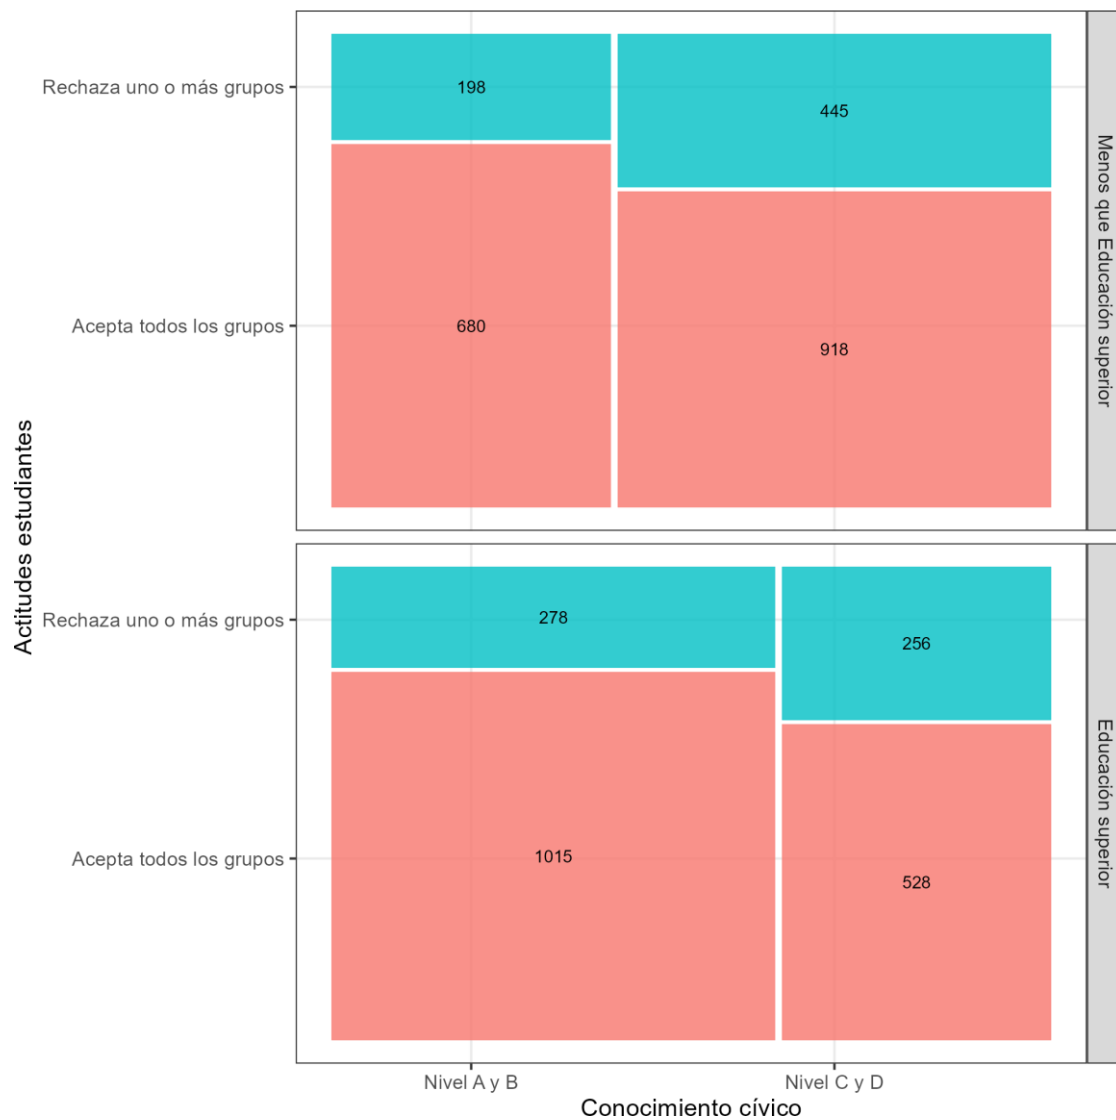 Rechaza uno o más grupos
198
445
Acepta todos los grupos
680
918
Menos que Educación superior
Rechaza uno o más grupos
278
256
Acepta todos los grupos
1015
528
Educación superior
Actitudes estudiantes
Nivel A y B
Nivel C y D
Conocimiento cívico